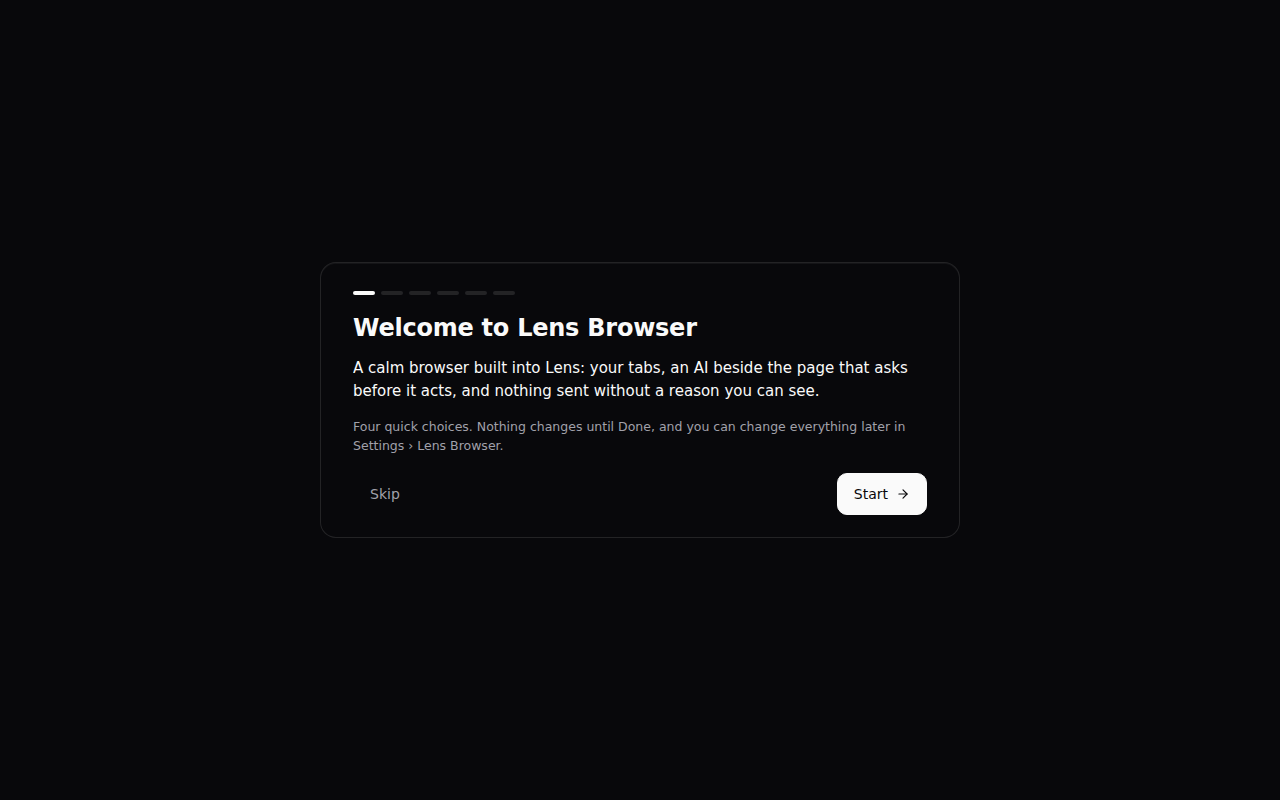 Welcome to Lens Browser
A calm browser built into Lens: your tabs, an AI beside the page that asks
before it acts, and nothing sent without a reason you can see.
Four quick choices. Nothing changes until Done, and you can change everything later in
Settings › Lens Browser.
Skip
Start